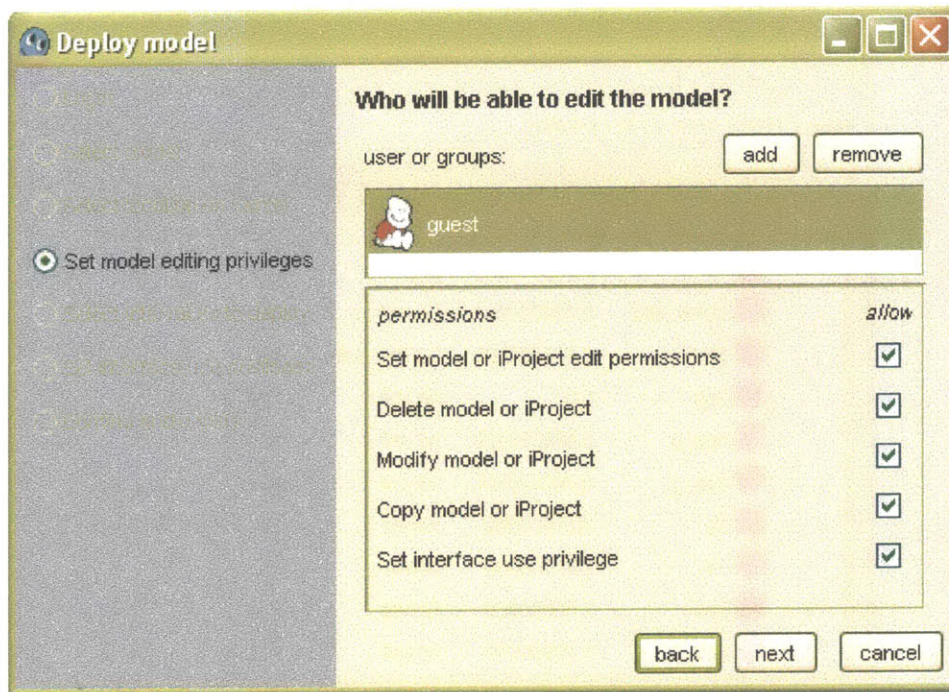 Deploy model
Who will be able to edit the model?
user or groups:
add
remove
guest
Set model editing privileges
permissions
allow
Set model or iProject edit permissions
Delete model or iProject
Modify model or iProject
Copy model or iProject
Set interface use privilege
back
next
cancel